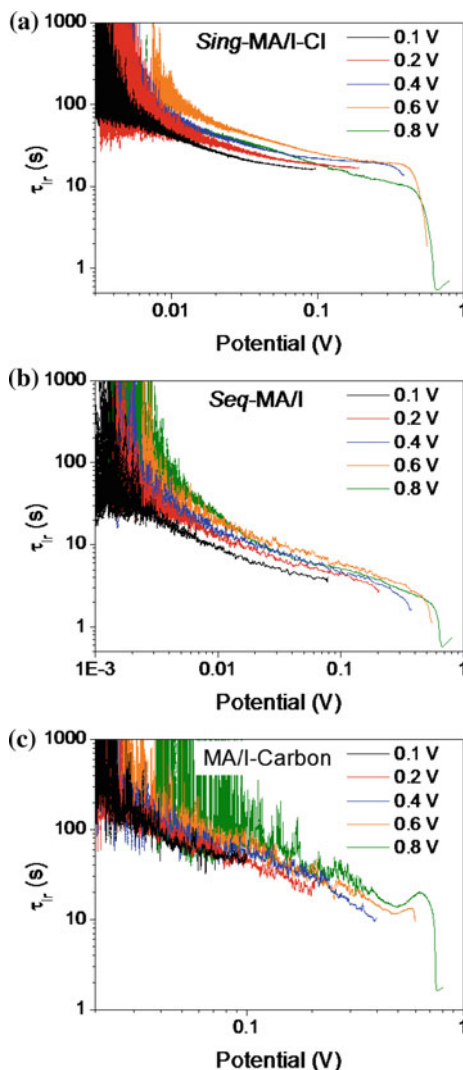 (a)
1000
Sing-MA/I-Cl
0.1 V
0.2 V
0.4 V
0.6 V
0.8 V
100
10
1
τlr (s)
0.01
0.1
1
Potential (V)
(b)
1000
Seq-MA/I
0.1 V
0.2 V
0.4 V
0.6 V
0.8 V
100
10
1
τlr (s)
1E-3
0.01
0.1
1
Potential (V)
(c)
1000
MA/I-Carbon
0.1 V
0.2 V
0.4 V
0.6 V
0.8 V
100
10
1
τlr (s)
0.1
1
Potential (V)